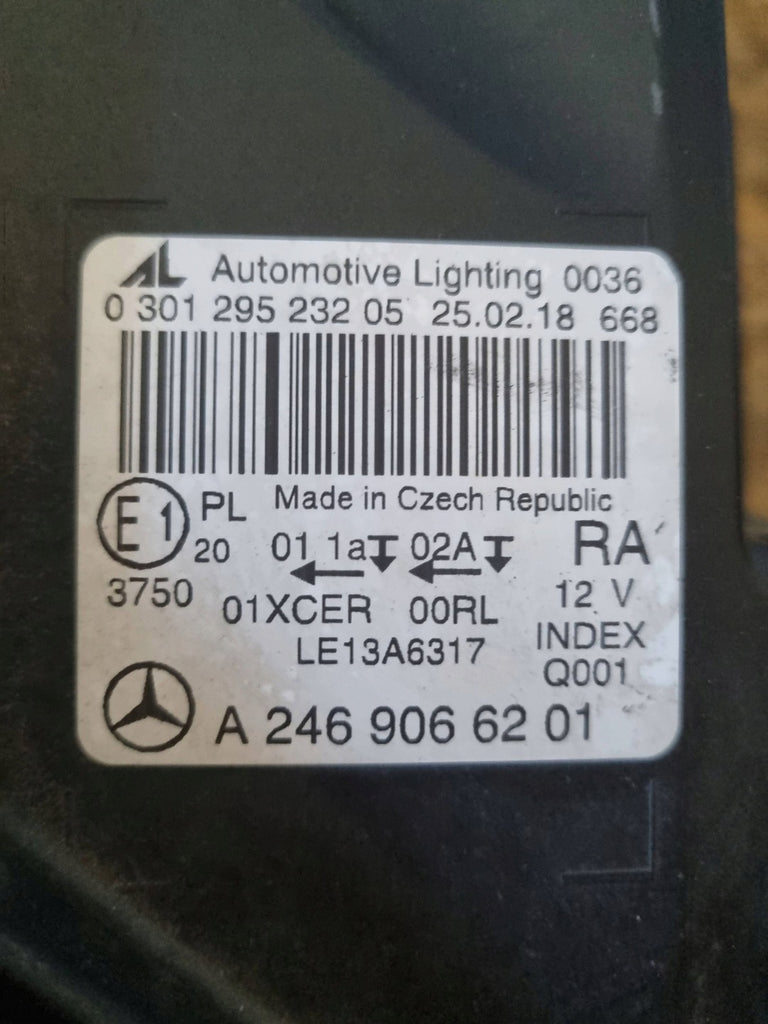 AL Automotive Lighting 0036
0 301 295 232 05 25.02.18 668
Made in Czech Republic
E1 PL 20 01 1a 02A RA
3750 01XCER 00RL 12 V
LE13A6317 INDEX
Q001
A 246 906 62 01